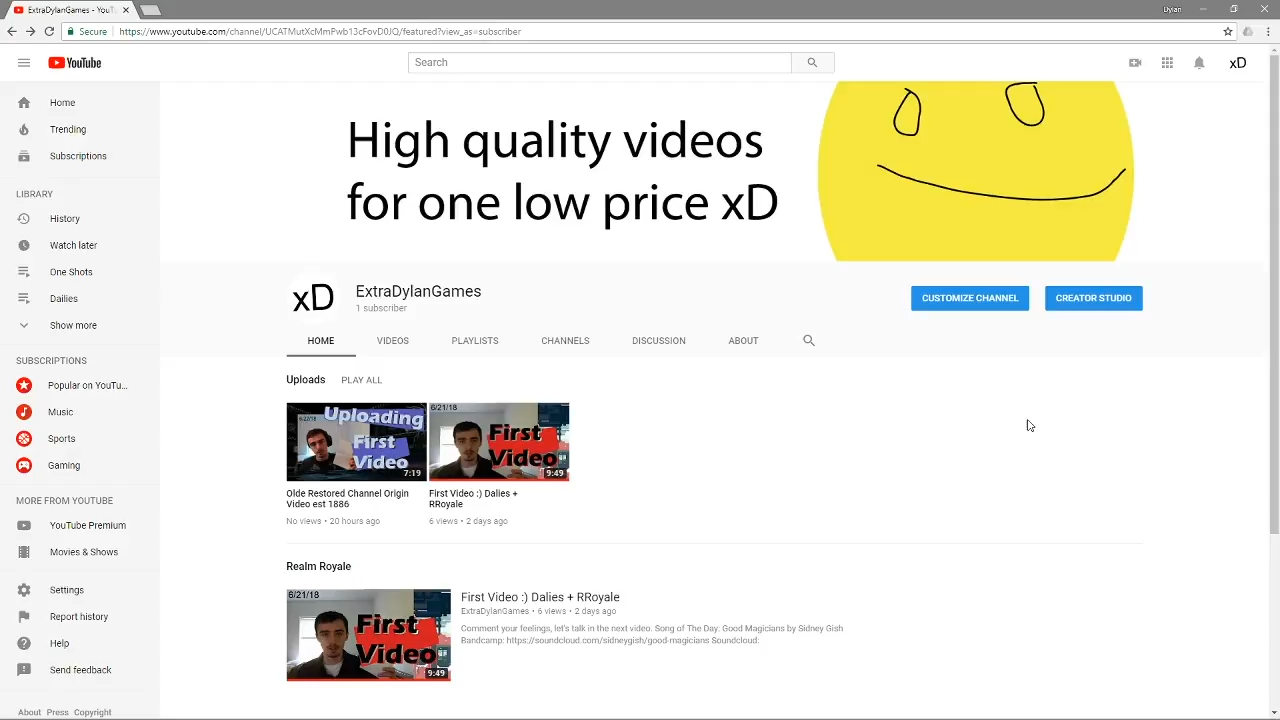 ExtraDylanGames - YouTu
Dylan
Secure
https://www.youtube.com/channel/UCATMutXcMmPwb13cFovD0JQ/featured?view_as=subscriber
YouTube
Search
xD
Home
Trending
Subscriptions
LIBRARY
History
Watch later
One Shots
Dailies
Show more
SUBSCRIPTIONS
Popular on YouTu...
Music
Sports
Gaming
MORE FROM YOUTUBE
YouTube Premium
Movies & Shows
Settings
Report history
Help
Send feedback
About Press Copyright
High quality videos
for one low price xD
xD
ExtraDylanGames
1 subscriber
CUSTOMIZE CHANNEL
CREATOR STUDIO
HOME VIDEOS PLAYLISTS CHANNELS DISCUSSION ABOUT
Uploads PLAY ALL
6/22/18
Uploading
First
Video
7:19
Olde Restored Channel Origin
Video est 1886
No views • 20 hours ago
6/21/18
First
Video
9:49
First Video :) Dalies +
RRoyale
6 views • 2 days ago
Realm Royale
6/21/18
First
Video
9:49
First Video :) Dalies + RRoyale
ExtraDylanGames • 6 views • 2 days ago
Comment your feelings, let's talk in the next video. Song of The Day: Good Magicians by Sidney Gish
Bandcamp: https://soundcloud.com/sidneygish/good-magicians Soundcloud: